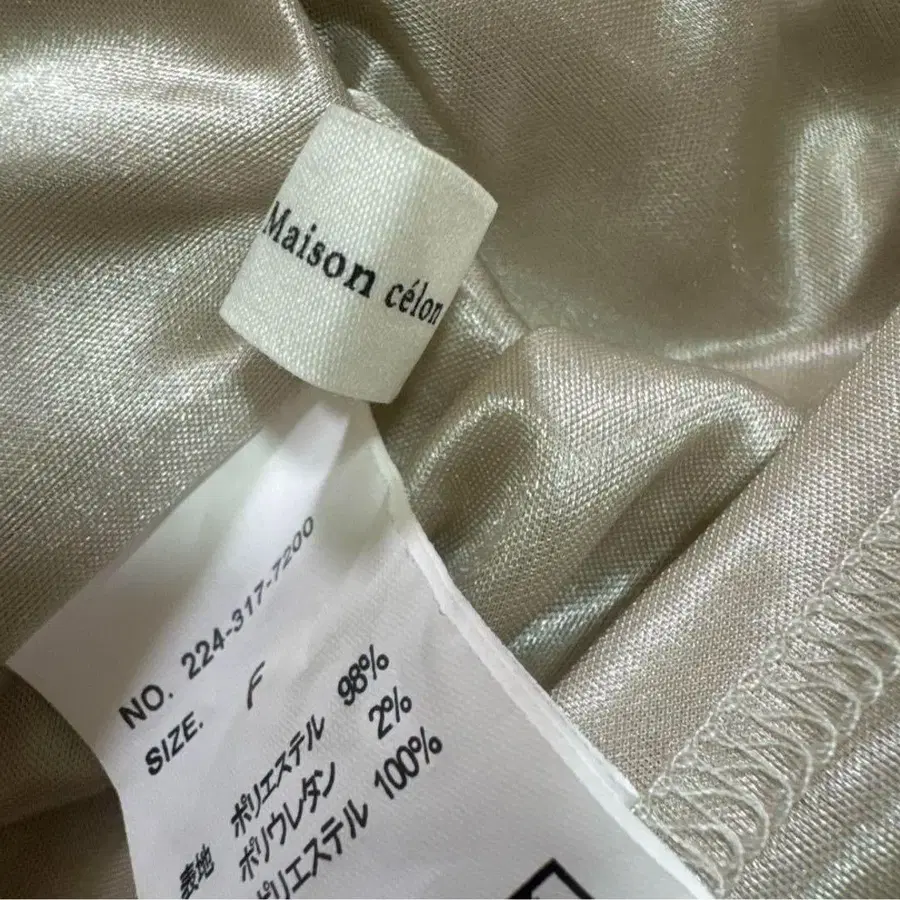 Maison célon
NO. 224-317-7200
SIZE. F
表地 ポリエステル 98%
ポリウレタン 2%
ポリエステル 100%